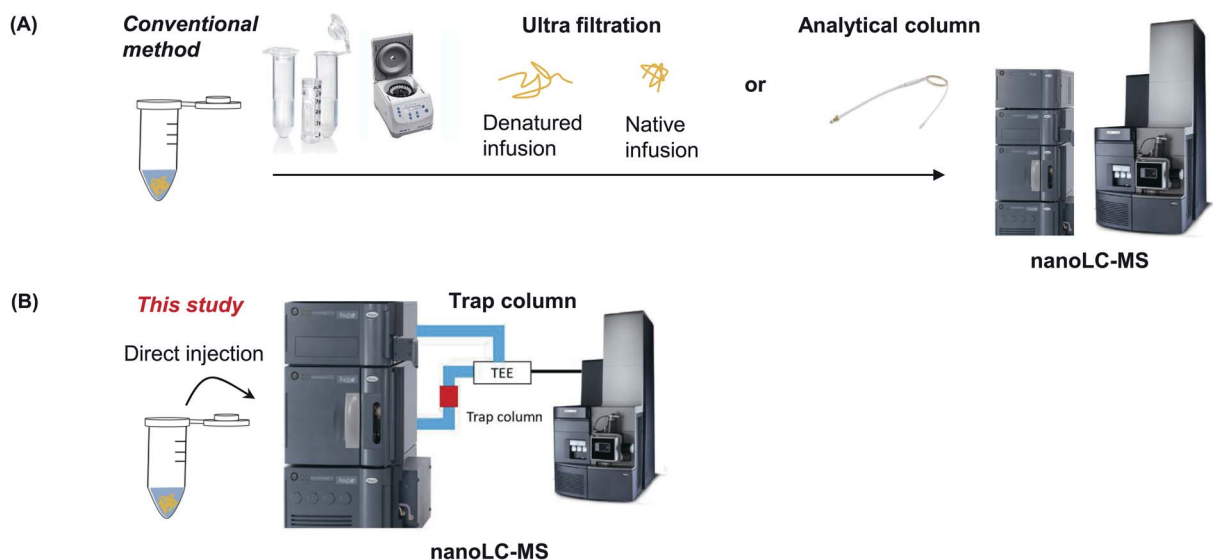 (A)
Conventional
method
Ultra filtration
Analytical column
or
Denatured
infusion
Native
infusion
nanoLC-MS
(B)
This study
Trap column
Direct injection
TEE
Trap column
nanoLC-MS